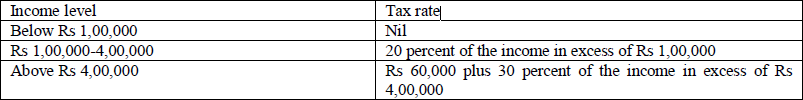 Income level Tax rate
Below Rs 1,00,000 Nil
Rs 1,00,000-4,00,000 20 percent of the income in excess of Rs 1,00,000
Above Rs 4,00,000 Rs 60,000 plus 30 percent of the income in excess of Rs
4,00,000